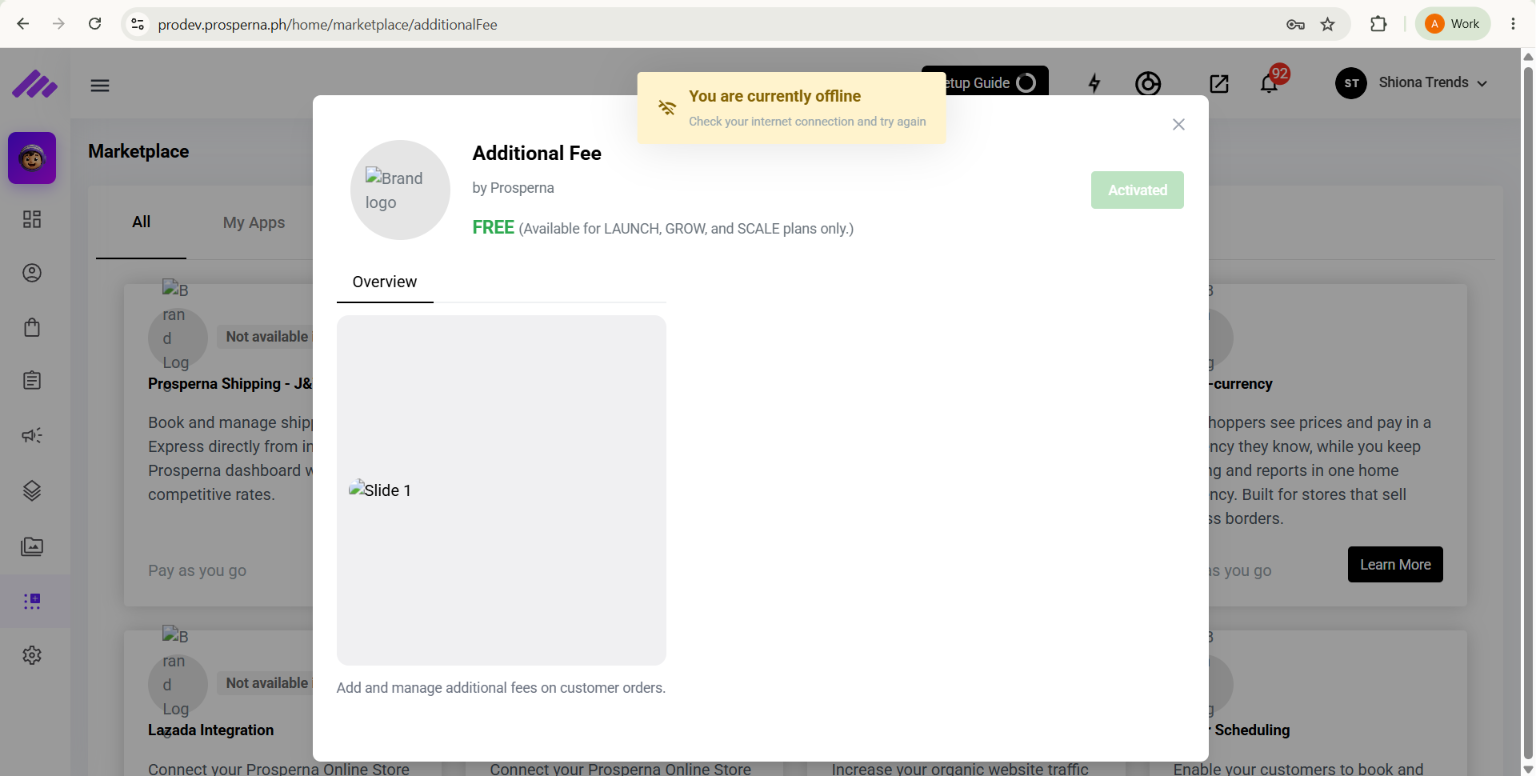 prodev.prosperna.ph/home/marketplace/additionalFee
A
Work
etup Guide
92
ST
Shiona Trends
You are currently offline
Check your internet connection and try again
Marketplace
All
My Apps
Brand
logo
Additional Fee
by Prosperna
FREE (Available for LAUNCH, GROW, and SCALE plans only.)
Activated
Overview
Slide 1
Add and manage additional fees on customer orders.
B
ran
d
Log
o
Not available
Prosperna Shipping - J&
Book and manage ship
Express directly from in
Prosperna dashboard w
competitive rates.
Pay as you go
g
-currency
hoppers see prices and pay in a
ncy they know, while you keep
ng and reports in one home
ncy. Built for stores that sell
ss borders.
as you go
Learn More
B
ran
d
Log
Not available
Lazada Integration
Connect your Prosperna Online Store
Connect your Prosperna Online Store
Increase your organic website traffic
g
r Scheduling
Enable your customers to book and